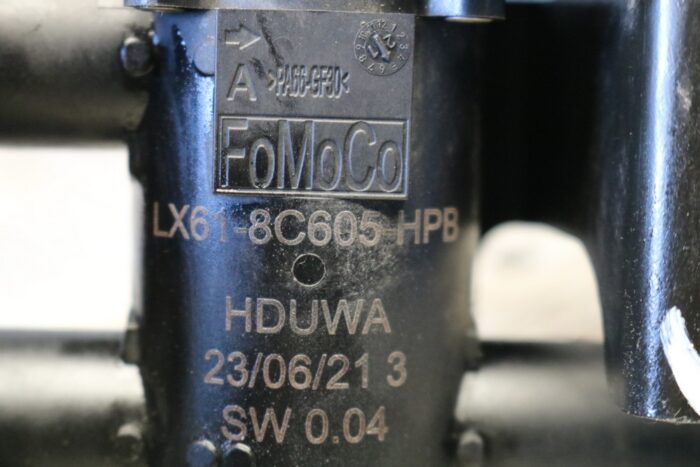 A >PA66-GF30<
FoMoCo
LX61-8C605-HPB
HDUWA
23/06/21 3
SW 0.04